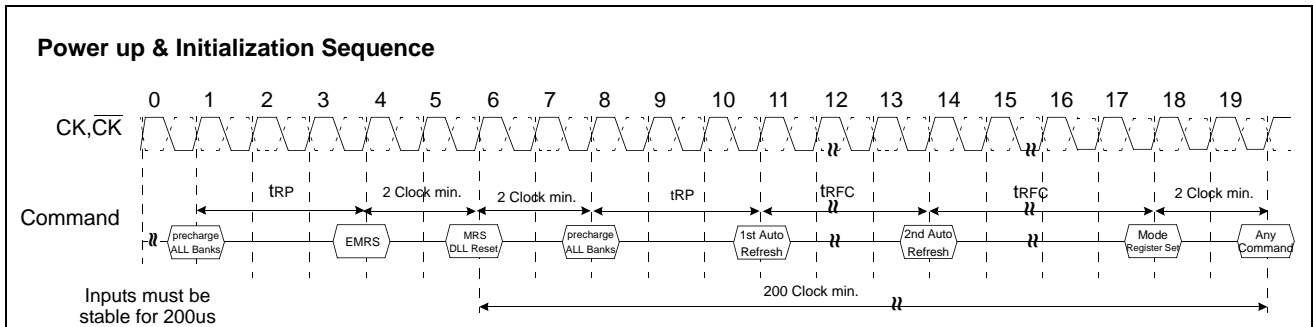 Power up & Initialization Sequence
0 1 2 3 4 5 6 7 8 9 10 11 12 13 14 15 16 17 18 19
CK,CK
tRP 2 Clock min. 2 Clock min. tRP tRFC tRFC 2 Clock min.
Command
precharge
ALL Banks
EMRS
MRS
DLL Reset
precharge
ALL Banks
1st Auto
Refresh
2nd Auto
Refresh
Mode
Register Set
Any
Command
200 Clock min.
Inputs must be
stable for 200us